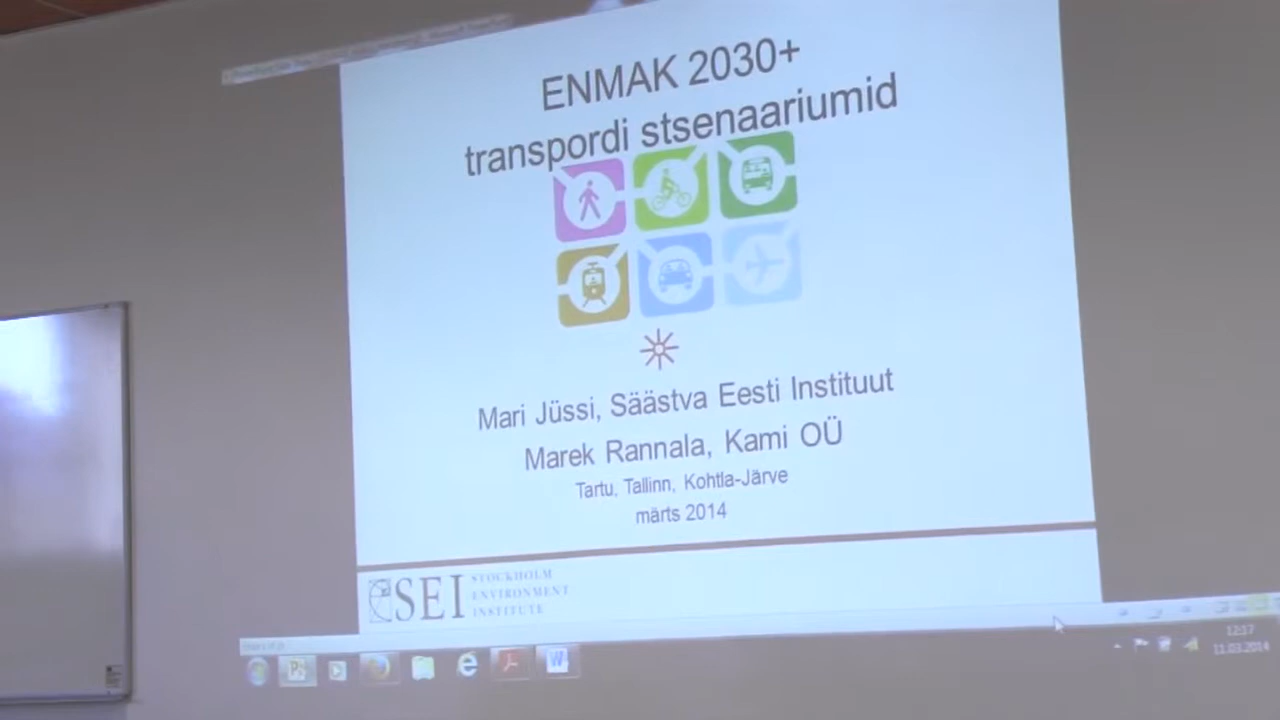 ENMAK 2030+
transpordi stsenaariumid
Mari Jüssi, Säästva Eesti Instituut
Marek Rannala, Kami OÜ
Tartu, Tallinn, Kohtla-Järve
märts 2014
SEI
STOCKHOLM
ENVIRONMENT
INSTITUTE
12:17
11.03.2014